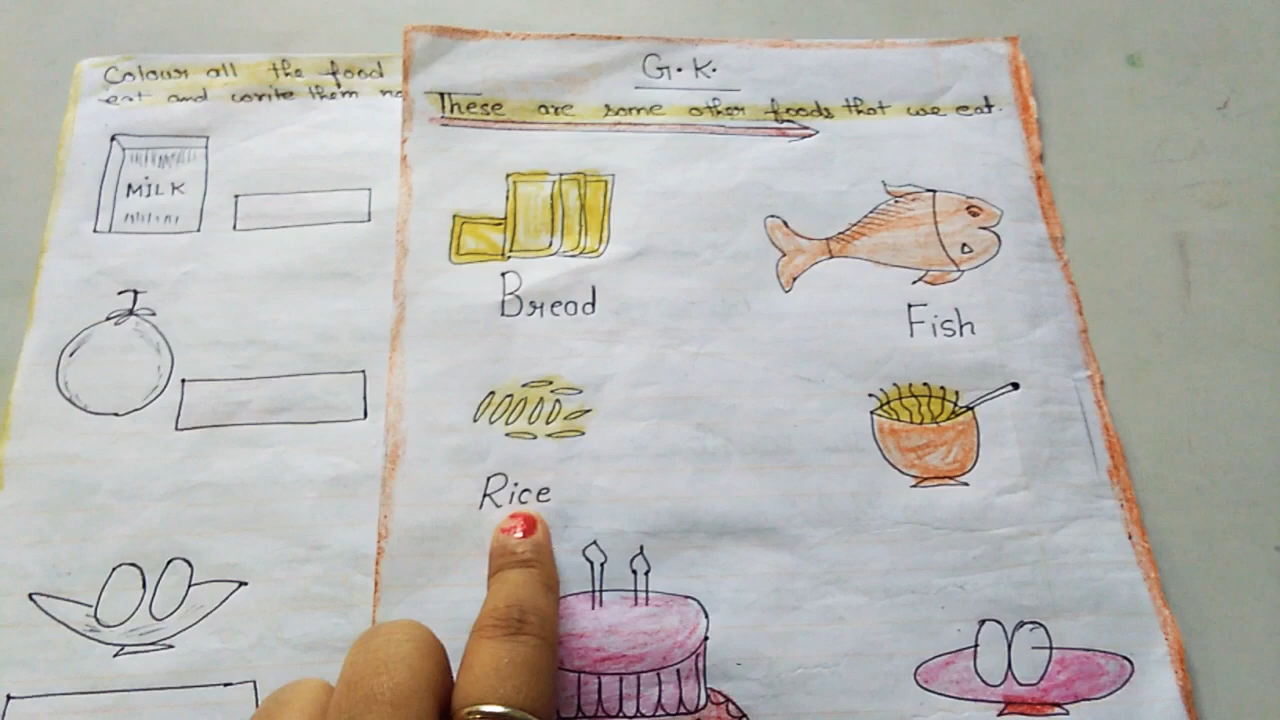 Colour all the food
eat and write them na
MILK
G.K.
These are some other foods that we eat.
Bread
Fish
Rice